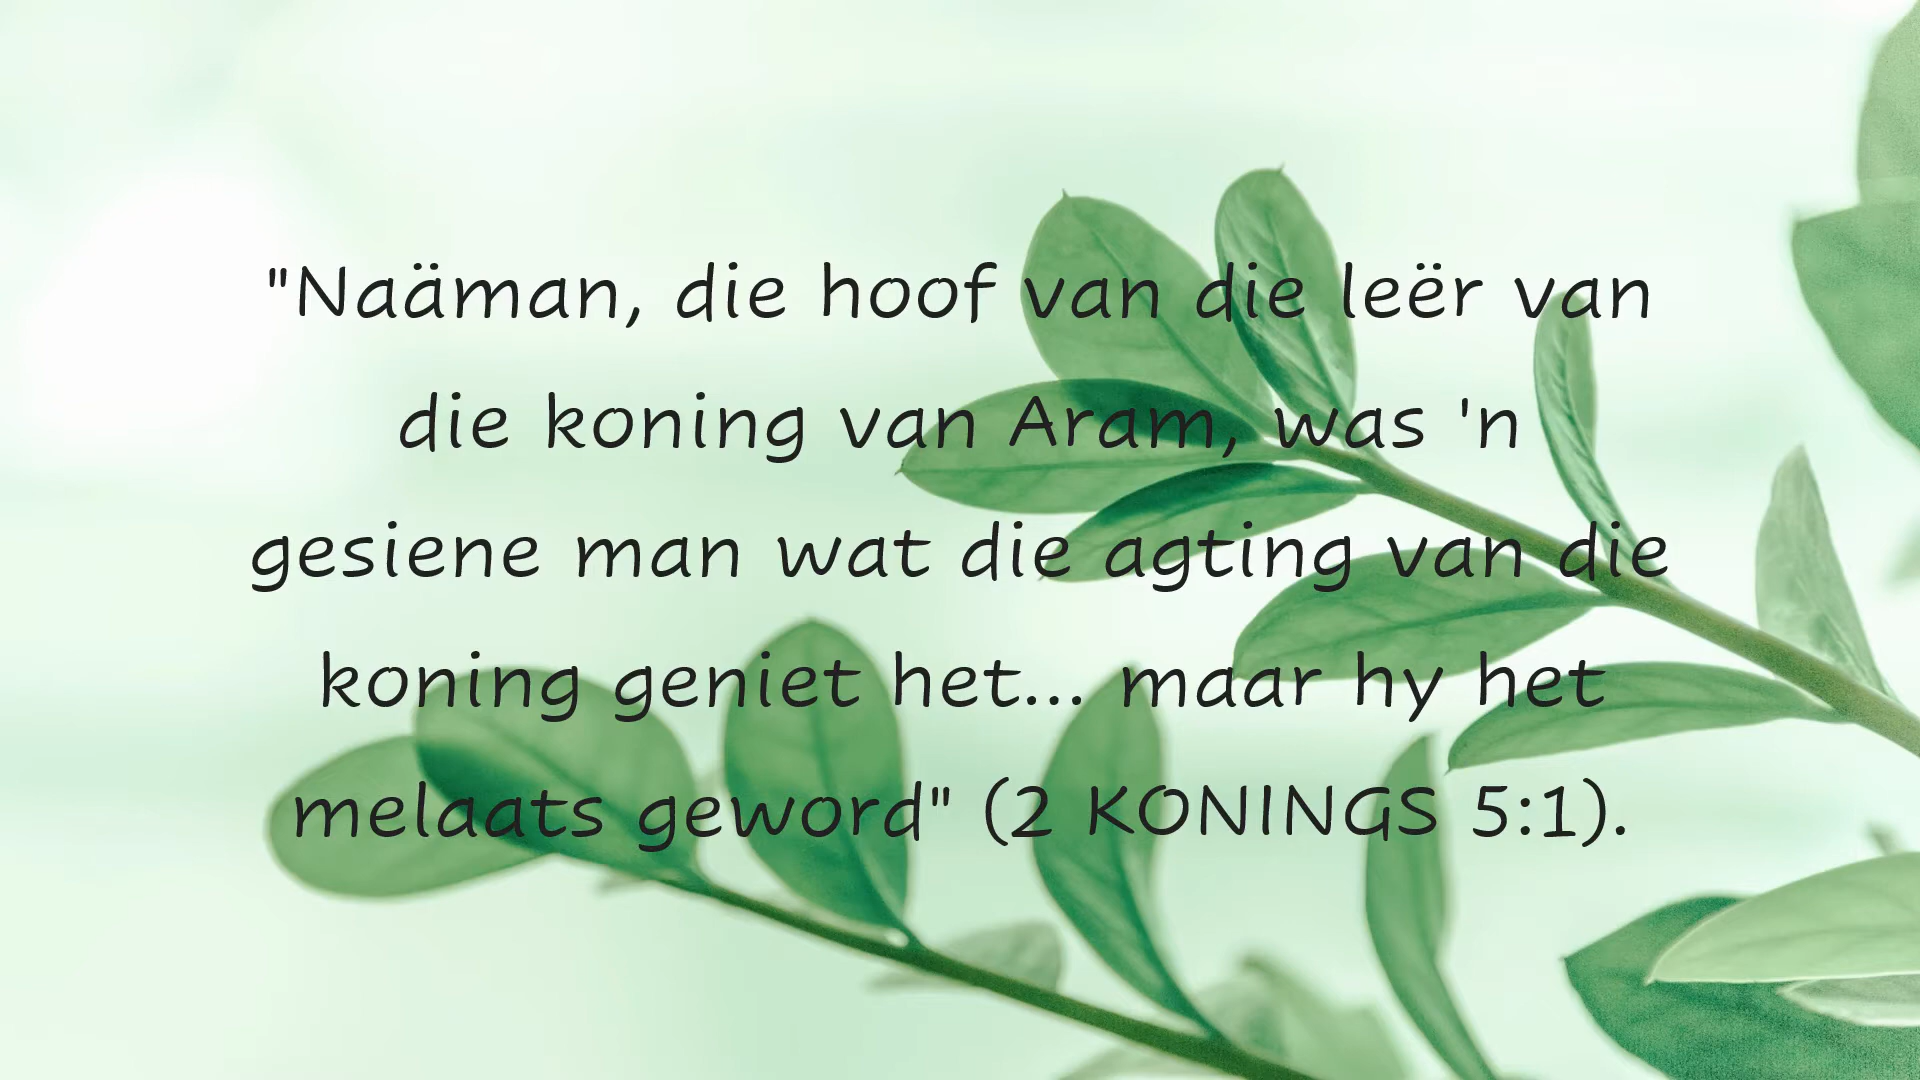 "Naäman, die hoof van die leër van
die koning van Aram, was 'n
gesiene man wat die agting van die
koning geniet het... maar hy het
melaats geword" (2 KONINGS 5:1).